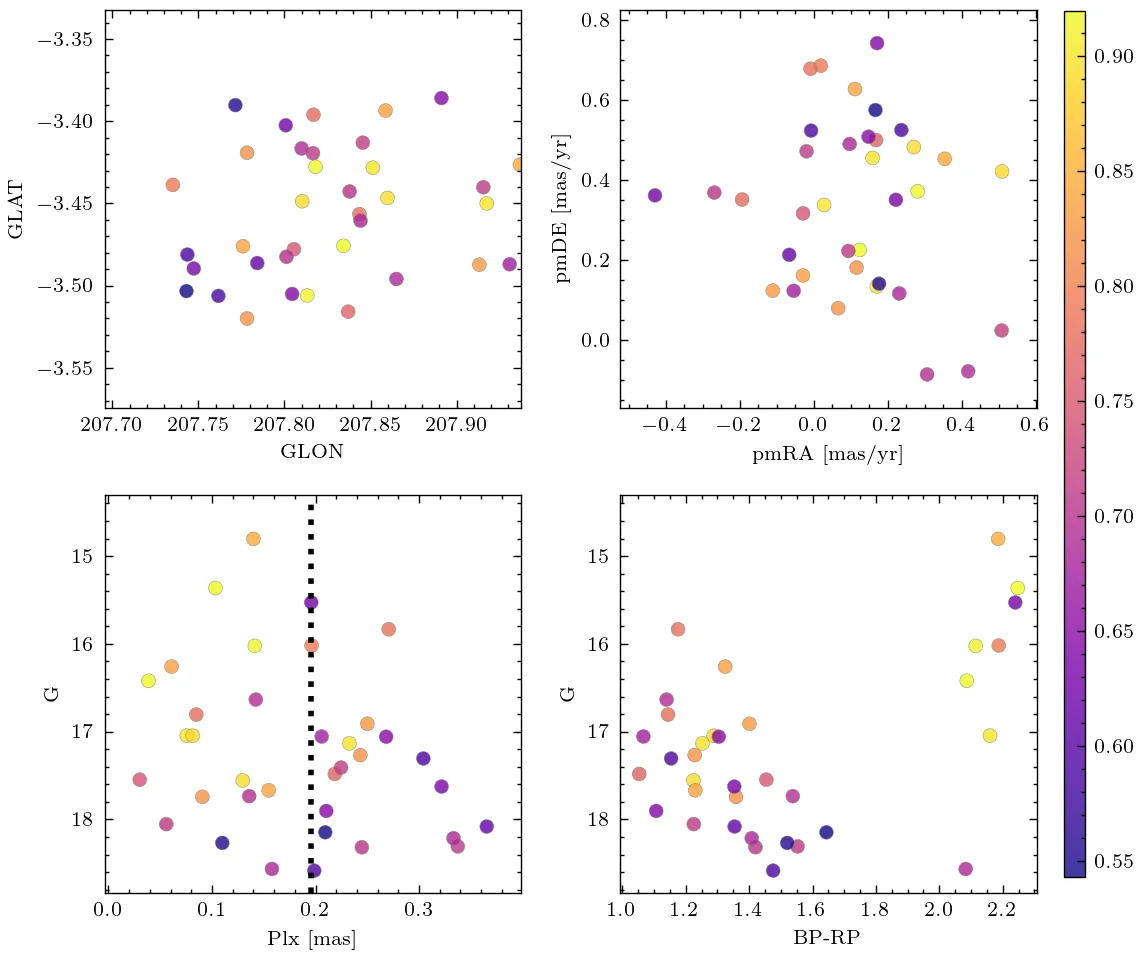 −3.35
−3.40
−3.45
−3.50
−3.55
GLAT
207.70 207.75 207.80 207.85 207.90
GLON
0.8
0.6
0.4
0.2
0.0
pmDE [mas/yr]
−0.4 −0.2 0.0 0.2 0.4 0.6
pmRA [mas/yr]
15
16
17
18
G
0.0 0.1 0.2 0.3
Plx [mas]
15
16
17
18
G
1.0 1.2 1.4 1.6 1.8 2.0 2.2
BP-RP
0.90
0.85
0.80
0.75
0.70
0.65
0.60
0.55